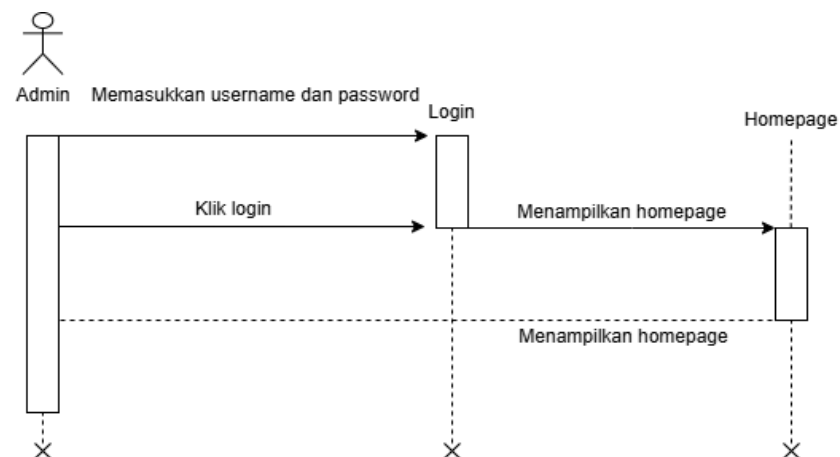 Admin
Memasukkan username dan password
Login
Homepage
Klik login
Menampilkan homepage
Menampilkan homepage